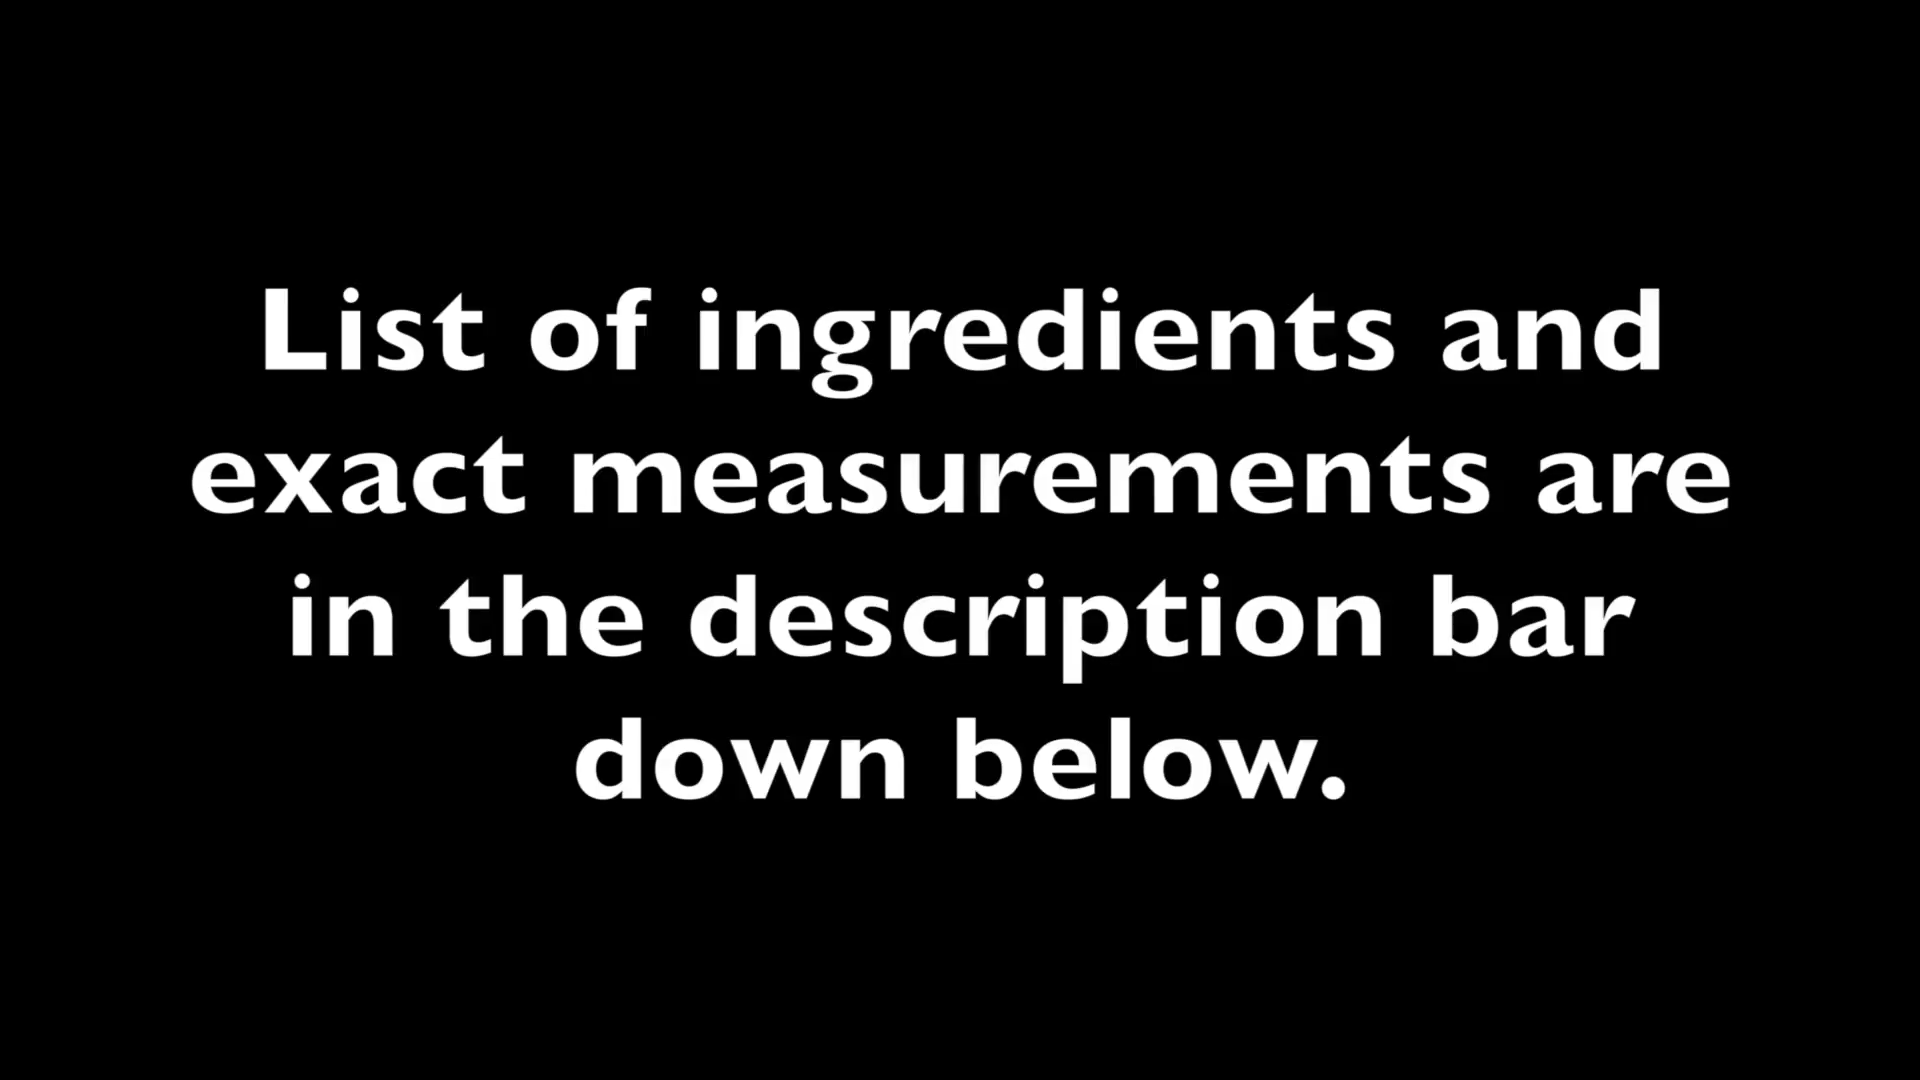 List of ingredients and
exact measurements are
in the description bar
down below.